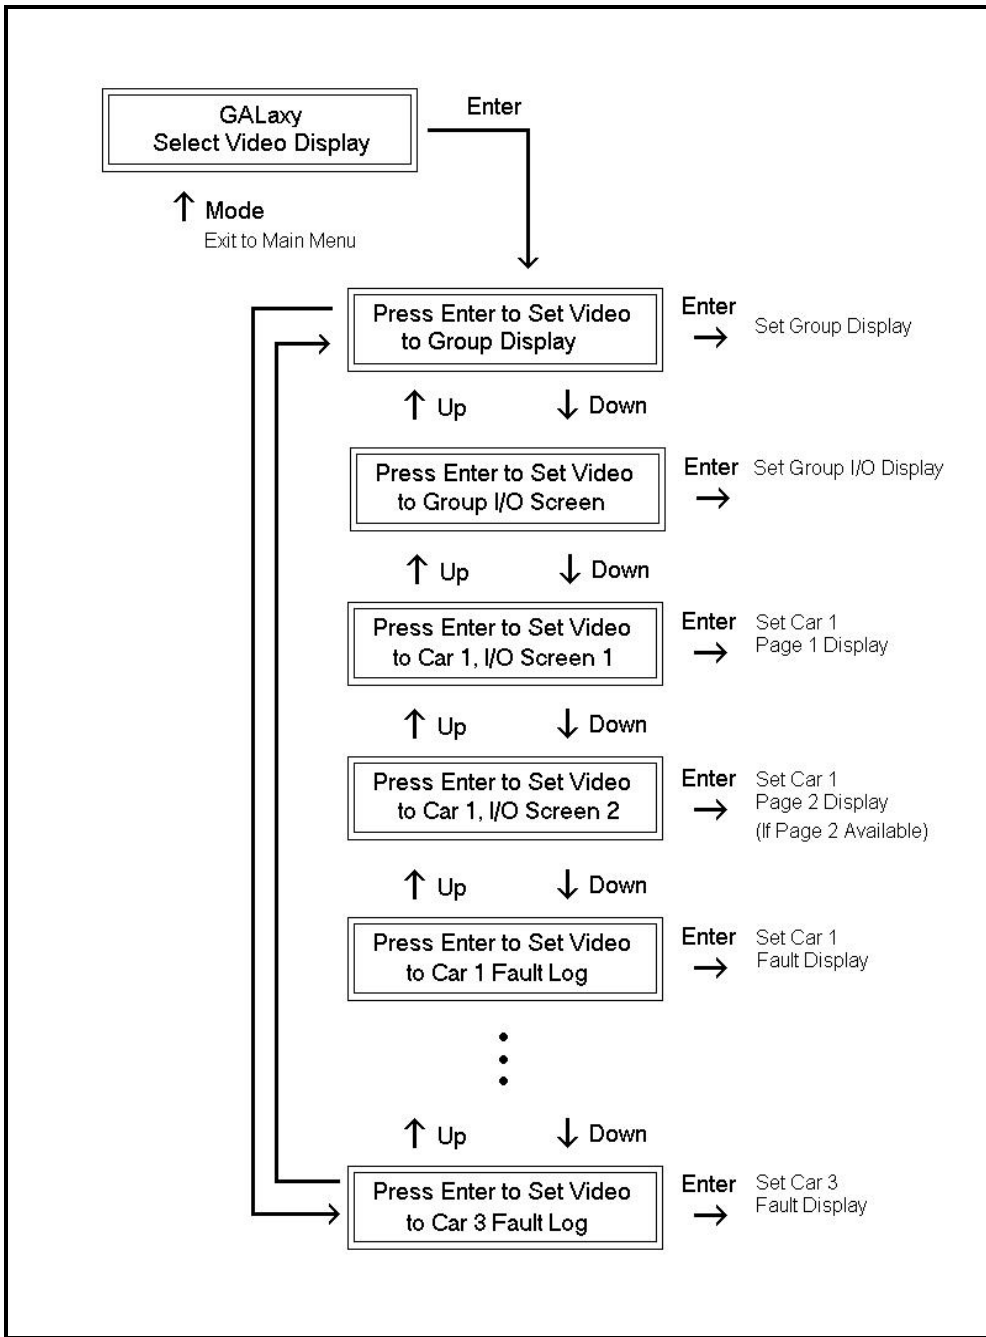 GALaxy
Select Video Display
Enter
Mode
Exit to Main Menu
Press Enter to Set Video
to Group Display
Enter
Set Group Display
Up
Down
Press Enter to Set Video
to Group I/O Screen
Enter
Set Group I/O Display
Up
Down
Press Enter to Set Video
to Car 1, I/O Screen 1
Enter
Set Car 1
Page 1 Display
Up
Down
Press Enter to Set Video
to Car 1, I/O Screen 2
Enter
Set Car 1
Page 2 Display
(If Page 2 Available)
Up
Down
Press Enter to Set Video
to Car 1 Fault Log
Enter
Set Car 1
Fault Display
Up
Down
Press Enter to Set Video
to Car 3 Fault Log
Enter
Set Car 3
Fault Display